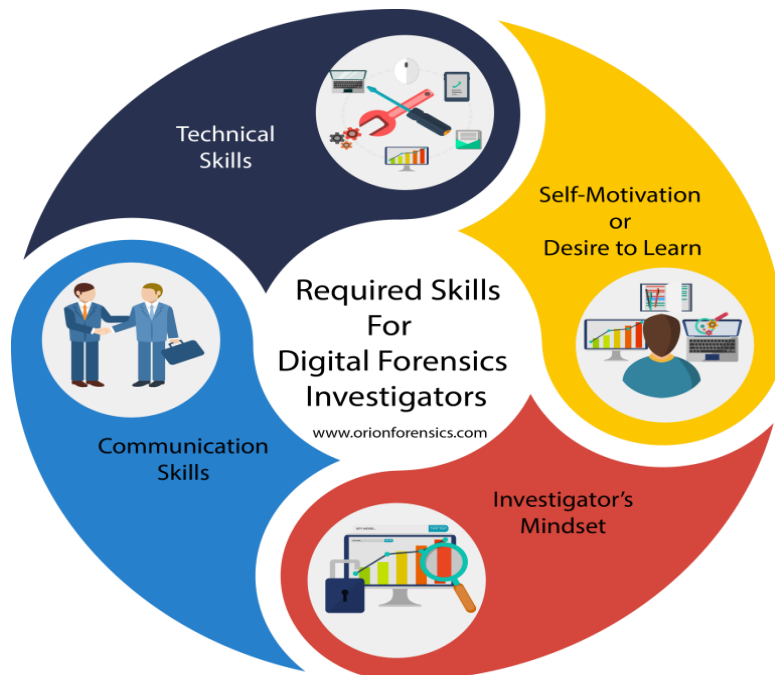 Technical
Skills
Self-Motivation
or
Desire to Learn
Required Skills
For
Digital Forensics
Investigators
www.orionforensics.com
Communication
Skills
Investigator's
Mindset